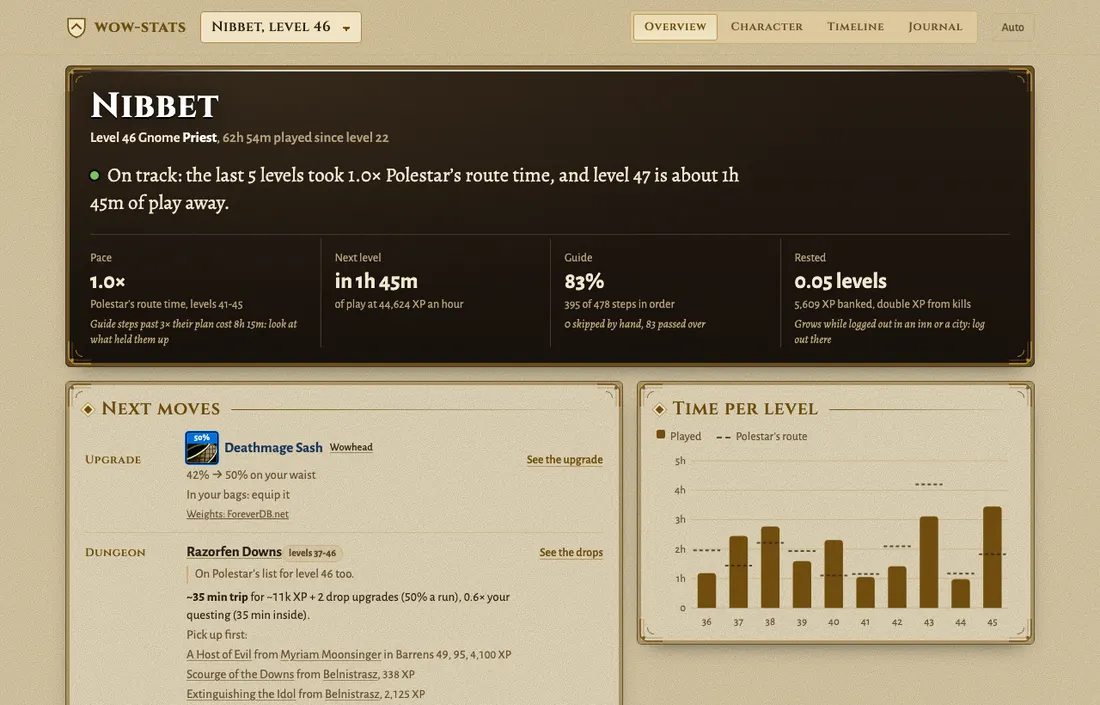 WOW-STATS
NIBBET, LEVEL 46
OVERVIEW
CHARACTER
TIMELINE
JOURNAL
Auto
NIBBET
Level 46 Gnome Priest, 62h 54m played since level 22
On track: the last 5 levels took 1.0× Polestar’s route time, and level 47 is about 1h
45m of play away.
Pace
1.0×
Polestar's route time, levels 41-45
Guide steps past 3× their plan cost 8h 15m: look at
what held them up
Next level
in 1h 45m
of play at 44,624 XP an hour
Guide
83%
395 of 478 steps in order
0 skipped by hand, 83 passed over
Rested
0.05 levels
5,609 XP banked, double XP from kills
Grows while logged out in an inn or a city: log
out there
NEXT MOVES
UPGRADE
50%
Deathmage Sash Wowhead
42% → 50% on your waist
In your bags: equip it
Weights: ForeverDB.net
See the upgrade
DUNGEON
Razorfen Downs levels 37-46
On Polestar's list for level 46 too.
~35 min trip for ~11k XP + 2 drop upgrades (50% a run), 0.6× your
questing (35 min inside).
Pick up first:
A Host of Evil from Myriam Moonsinger in Barrens 49, 95, 4,100 XP
Scourge of the Downs from Belnistrasz, 338 XP
Extinguishing the Idol from Belnistrasz, 2,125 XP
See the drops
TIME PER LEVEL
Played
Polestar's route
5h
4h
3h
2h
1h
0
36 37 38 39 40 41 42 43 44 45